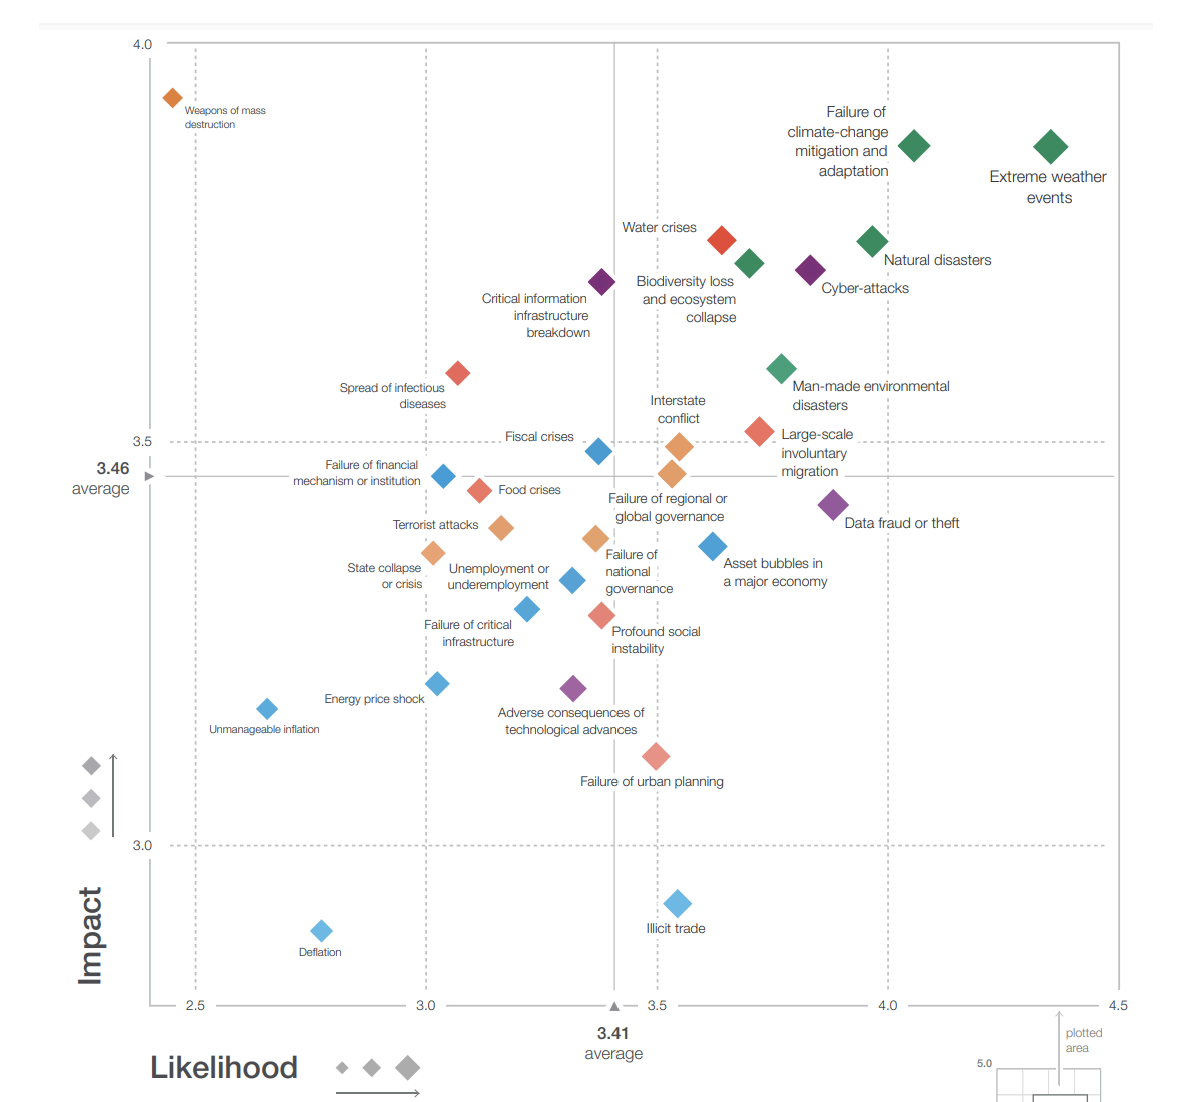 4.0
Weapons of mass
destruction
Failure of
climate-change
mitigation and
adaptation
Extreme weather
events
Water crises
Natural disasters
Biodiversity loss
and ecosystem
collapse
Cyber-attacks
Critical information
infrastructure
breakdown
Spread of infectious
diseases
Man-made environmental
disasters
Interstate
conflict
Large-scale
involuntary
migration
Fiscal crises
3.5
3.46
average
Failure of financial
mechanism or institution
Food crises
Failure of regional or
global governance
Data fraud or theft
Terrorist attacks
State collapse
or crisis
Unemployment or
underemployment
Failure of
national
governance
Asset bubbles in
a major economy
Failure of critical
infrastructure
Profound social
instability
Energy price shock
Unmanageable inflation
Adverse consequences of
technological advances
Failure of urban planning
3.0
Impact
Illicit trade
Deflation
2.5
3.0
3.5
4.0
4.5
3.41
average
Likelihood
plotted
area
5.0